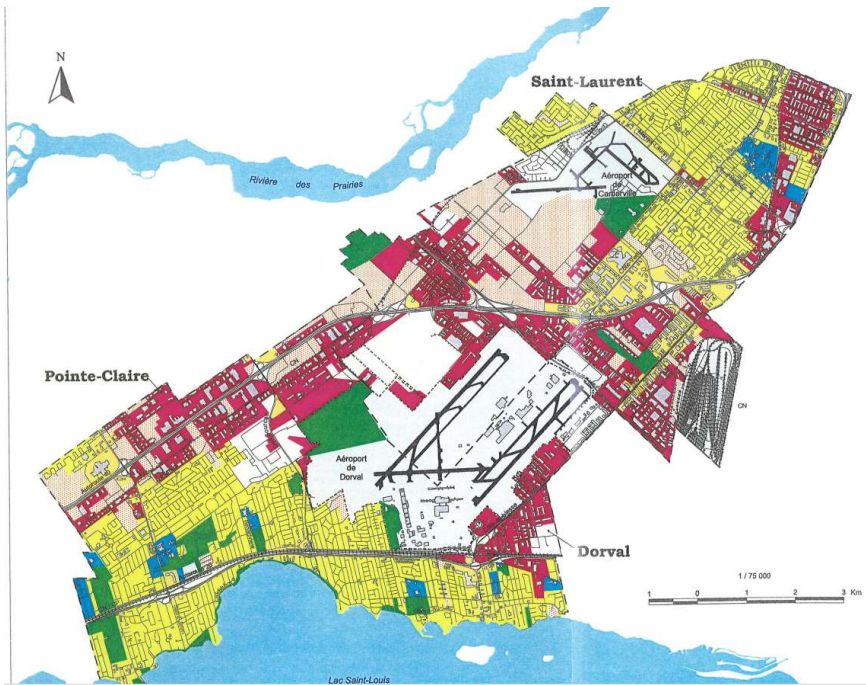 N
Saint-Laurent
Rivière des Prairies
Aéroport
de
Cartierville
Pointe-Claire
CN
CN
Aéroport
de
Dorval
Dorval
1 / 75 000
1 0 1 2 3 Km
Lac Saint-Louis